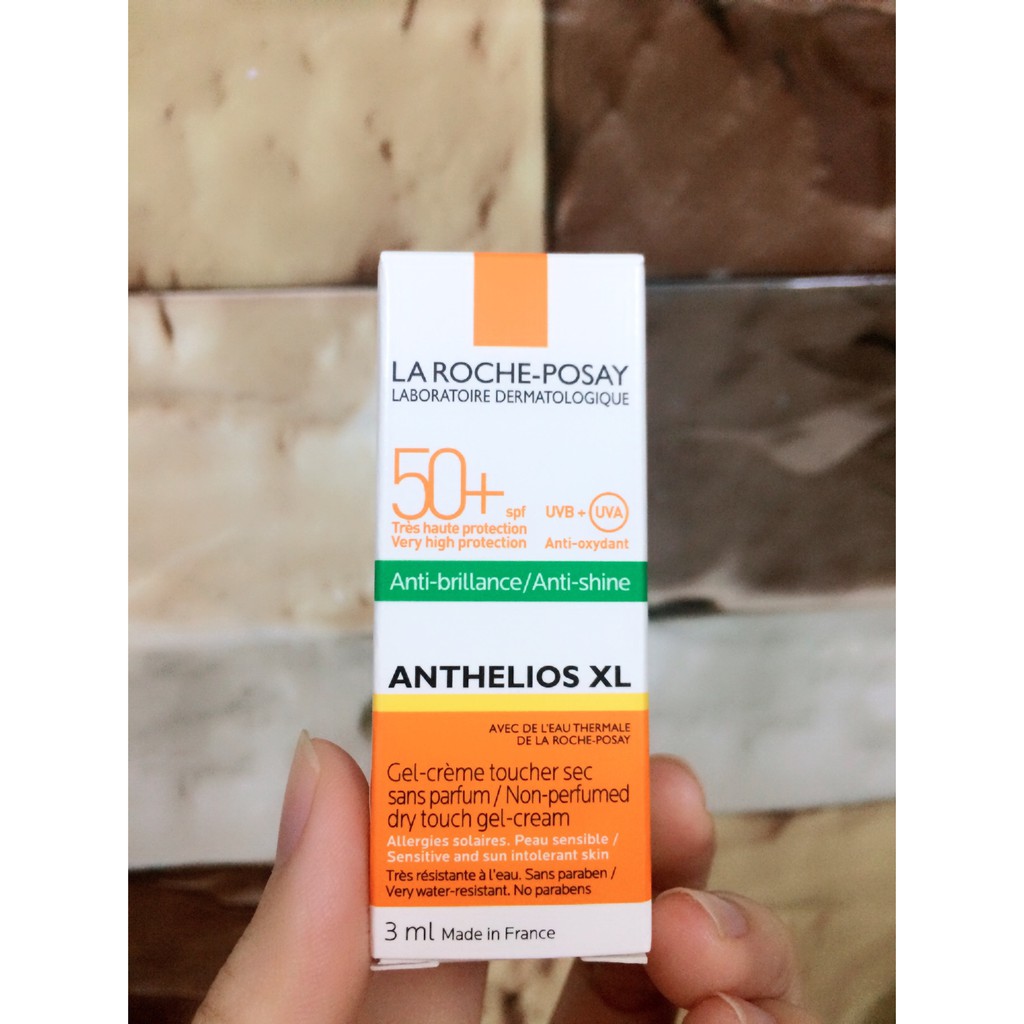 LA ROCHE-POSAY
LABORATOIRE DERMATOLOGIQUE
50+ spf
Très haute protection
Very high protection
UVB + UVA
Anti-oxydant
Anti-brillance/Anti-shine
ANTHELIOS XL
AVEC DE L'EAU THERMALE
DE LA ROCHE-POSAY
Gel-crème toucher sec
sans parfum / Non-perfumed
dry touch gel-cream
Allergies solaires. Peau sensible /
Sensitive and sun intolerant skin
Très résistante à l'eau. Sans paraben /
Very water-resistant. No parabens
3 ml Made in France